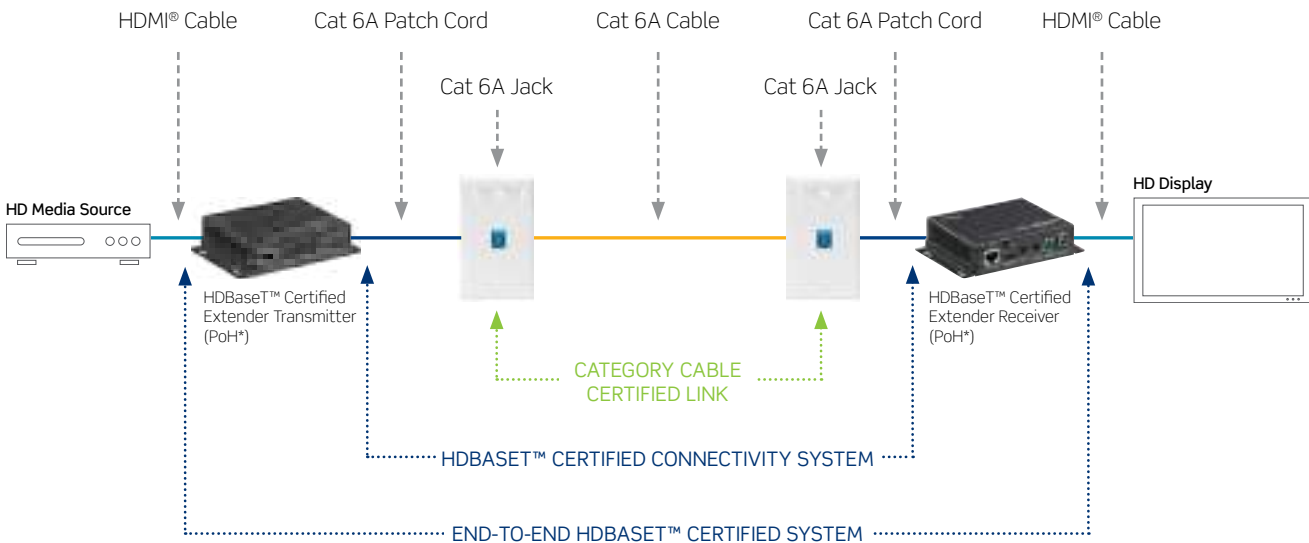 HDMI® Cable
Cat 6A Patch Cord
Cat 6A Cable
Cat 6A Patch Cord
HDMI® Cable
Cat 6A Jack
Cat 6A Jack
HD Media Source
HD Display
HDBaseT™ Certified
Extender Transmitter
(PoH*)
HDBaseT™ Certified
Extender Receiver
(PoH*)
CATEGORY CABLE
CERTIFIED LINK
HDBASET™ CERTIFIED CONNECTIVITY SYSTEM
END-TO-END HDBASET™ CERTIFIED SYSTEM